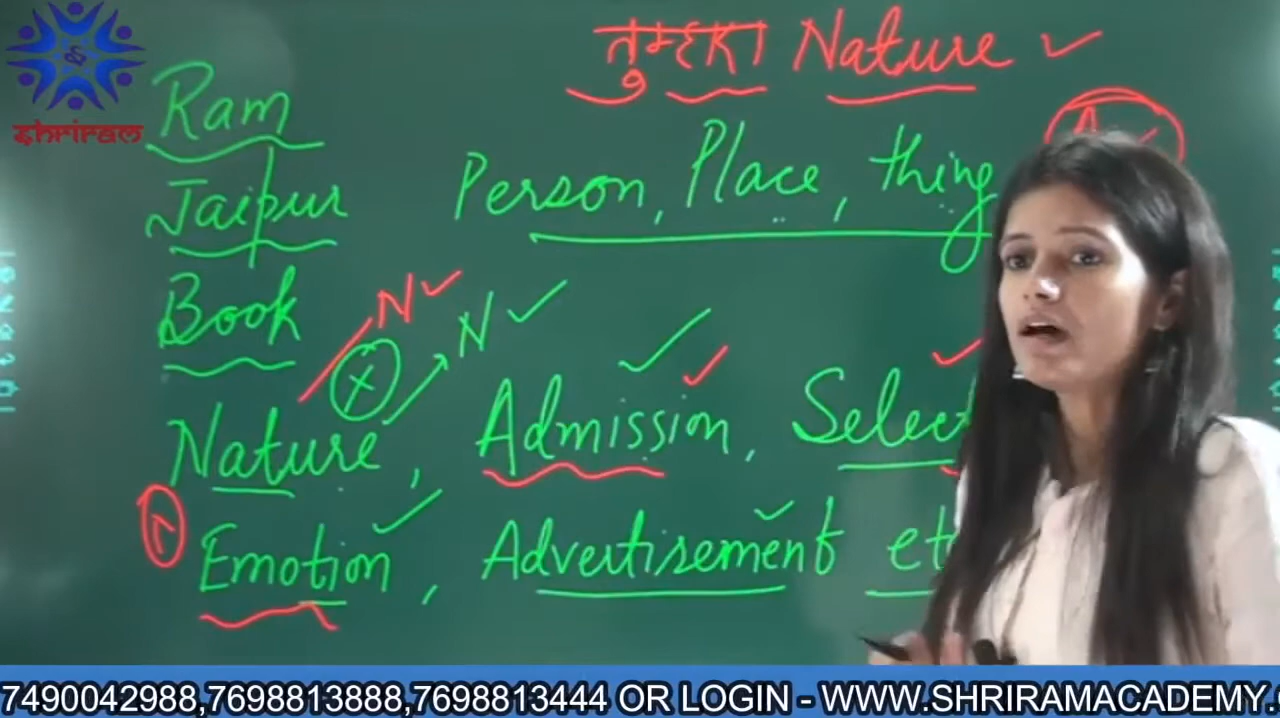 तुम्हारा Nature ✓
SHRIRAM
Ram
Person, Place, thing
Jaipur
Book
N ✓
N ✓
X
Nature, Admission, Select
Emotion, Advertisement et
7490042988,7698813888,7698813444 OR LOGIN - WWW.SHRIRAMACADEMY.